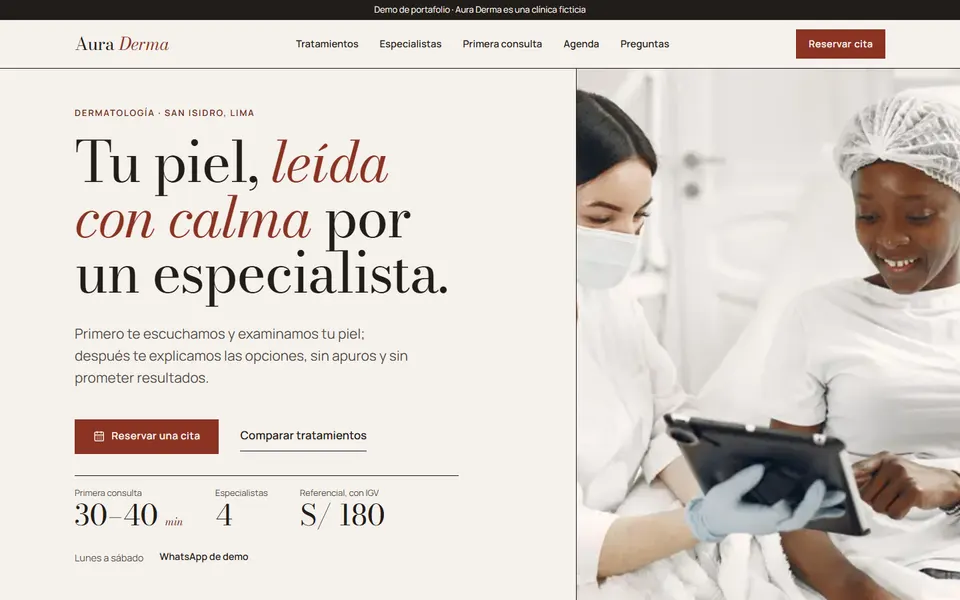 Demo de portafolio · Aura Derma es una clínica ficticia
Aura Derma
Tratamientos
Especialistas
Primera consulta
Agenda
Preguntas
Reservar cita
DERMATOLOGÍA · SAN ISIDRO, LIMA
Tu piel, leída
con calma por
un especialista.
Primero te escuchamos y examinamos tu piel;
después te explicamos las opciones, sin apuros y sin
prometer resultados.
Reservar una cita
Comparar tratamientos
Primera consulta
30–40 min
Especialistas
4
Referencial, con IGV
S/ 180
Lunes a sábado
WhatsApp de demo